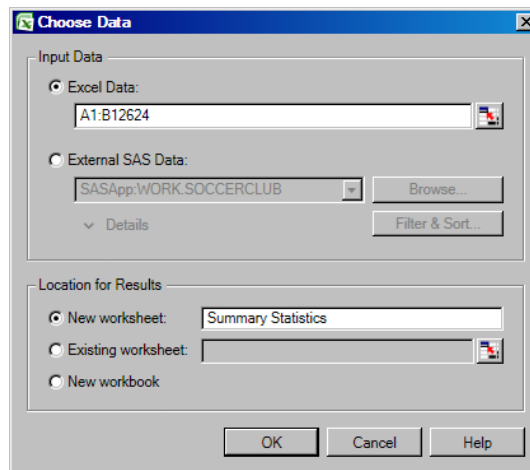 Choose Data
Input Data
Excel Data:
A1:B12624
External SAS Data:
SASApp:WORK.SOCCERCLUB
Browse...
Details
Filter & Sort...
Location for Results
New worksheet:
Summary Statistics
Existing worksheet:
New workbook
OK
Cancel
Help